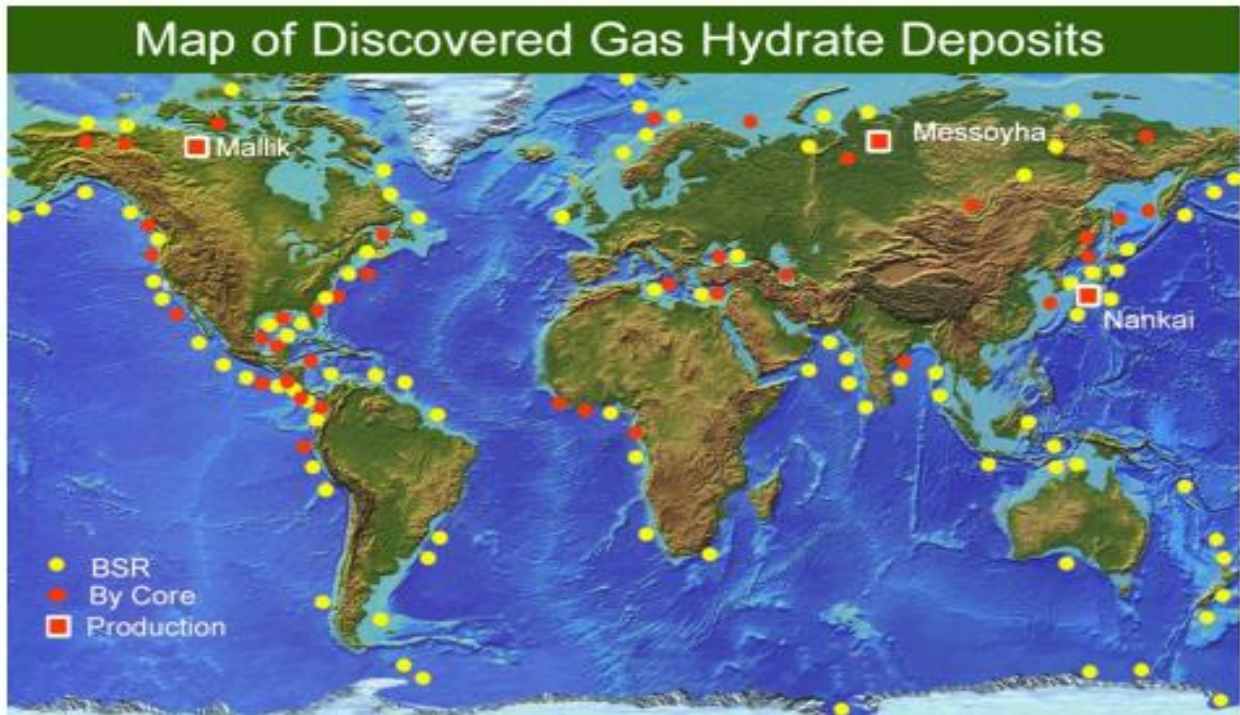 Map of Discovered Gas Hydrate Deposits
Mallik
Messoyha
Nankai
BSR
By Core
Production